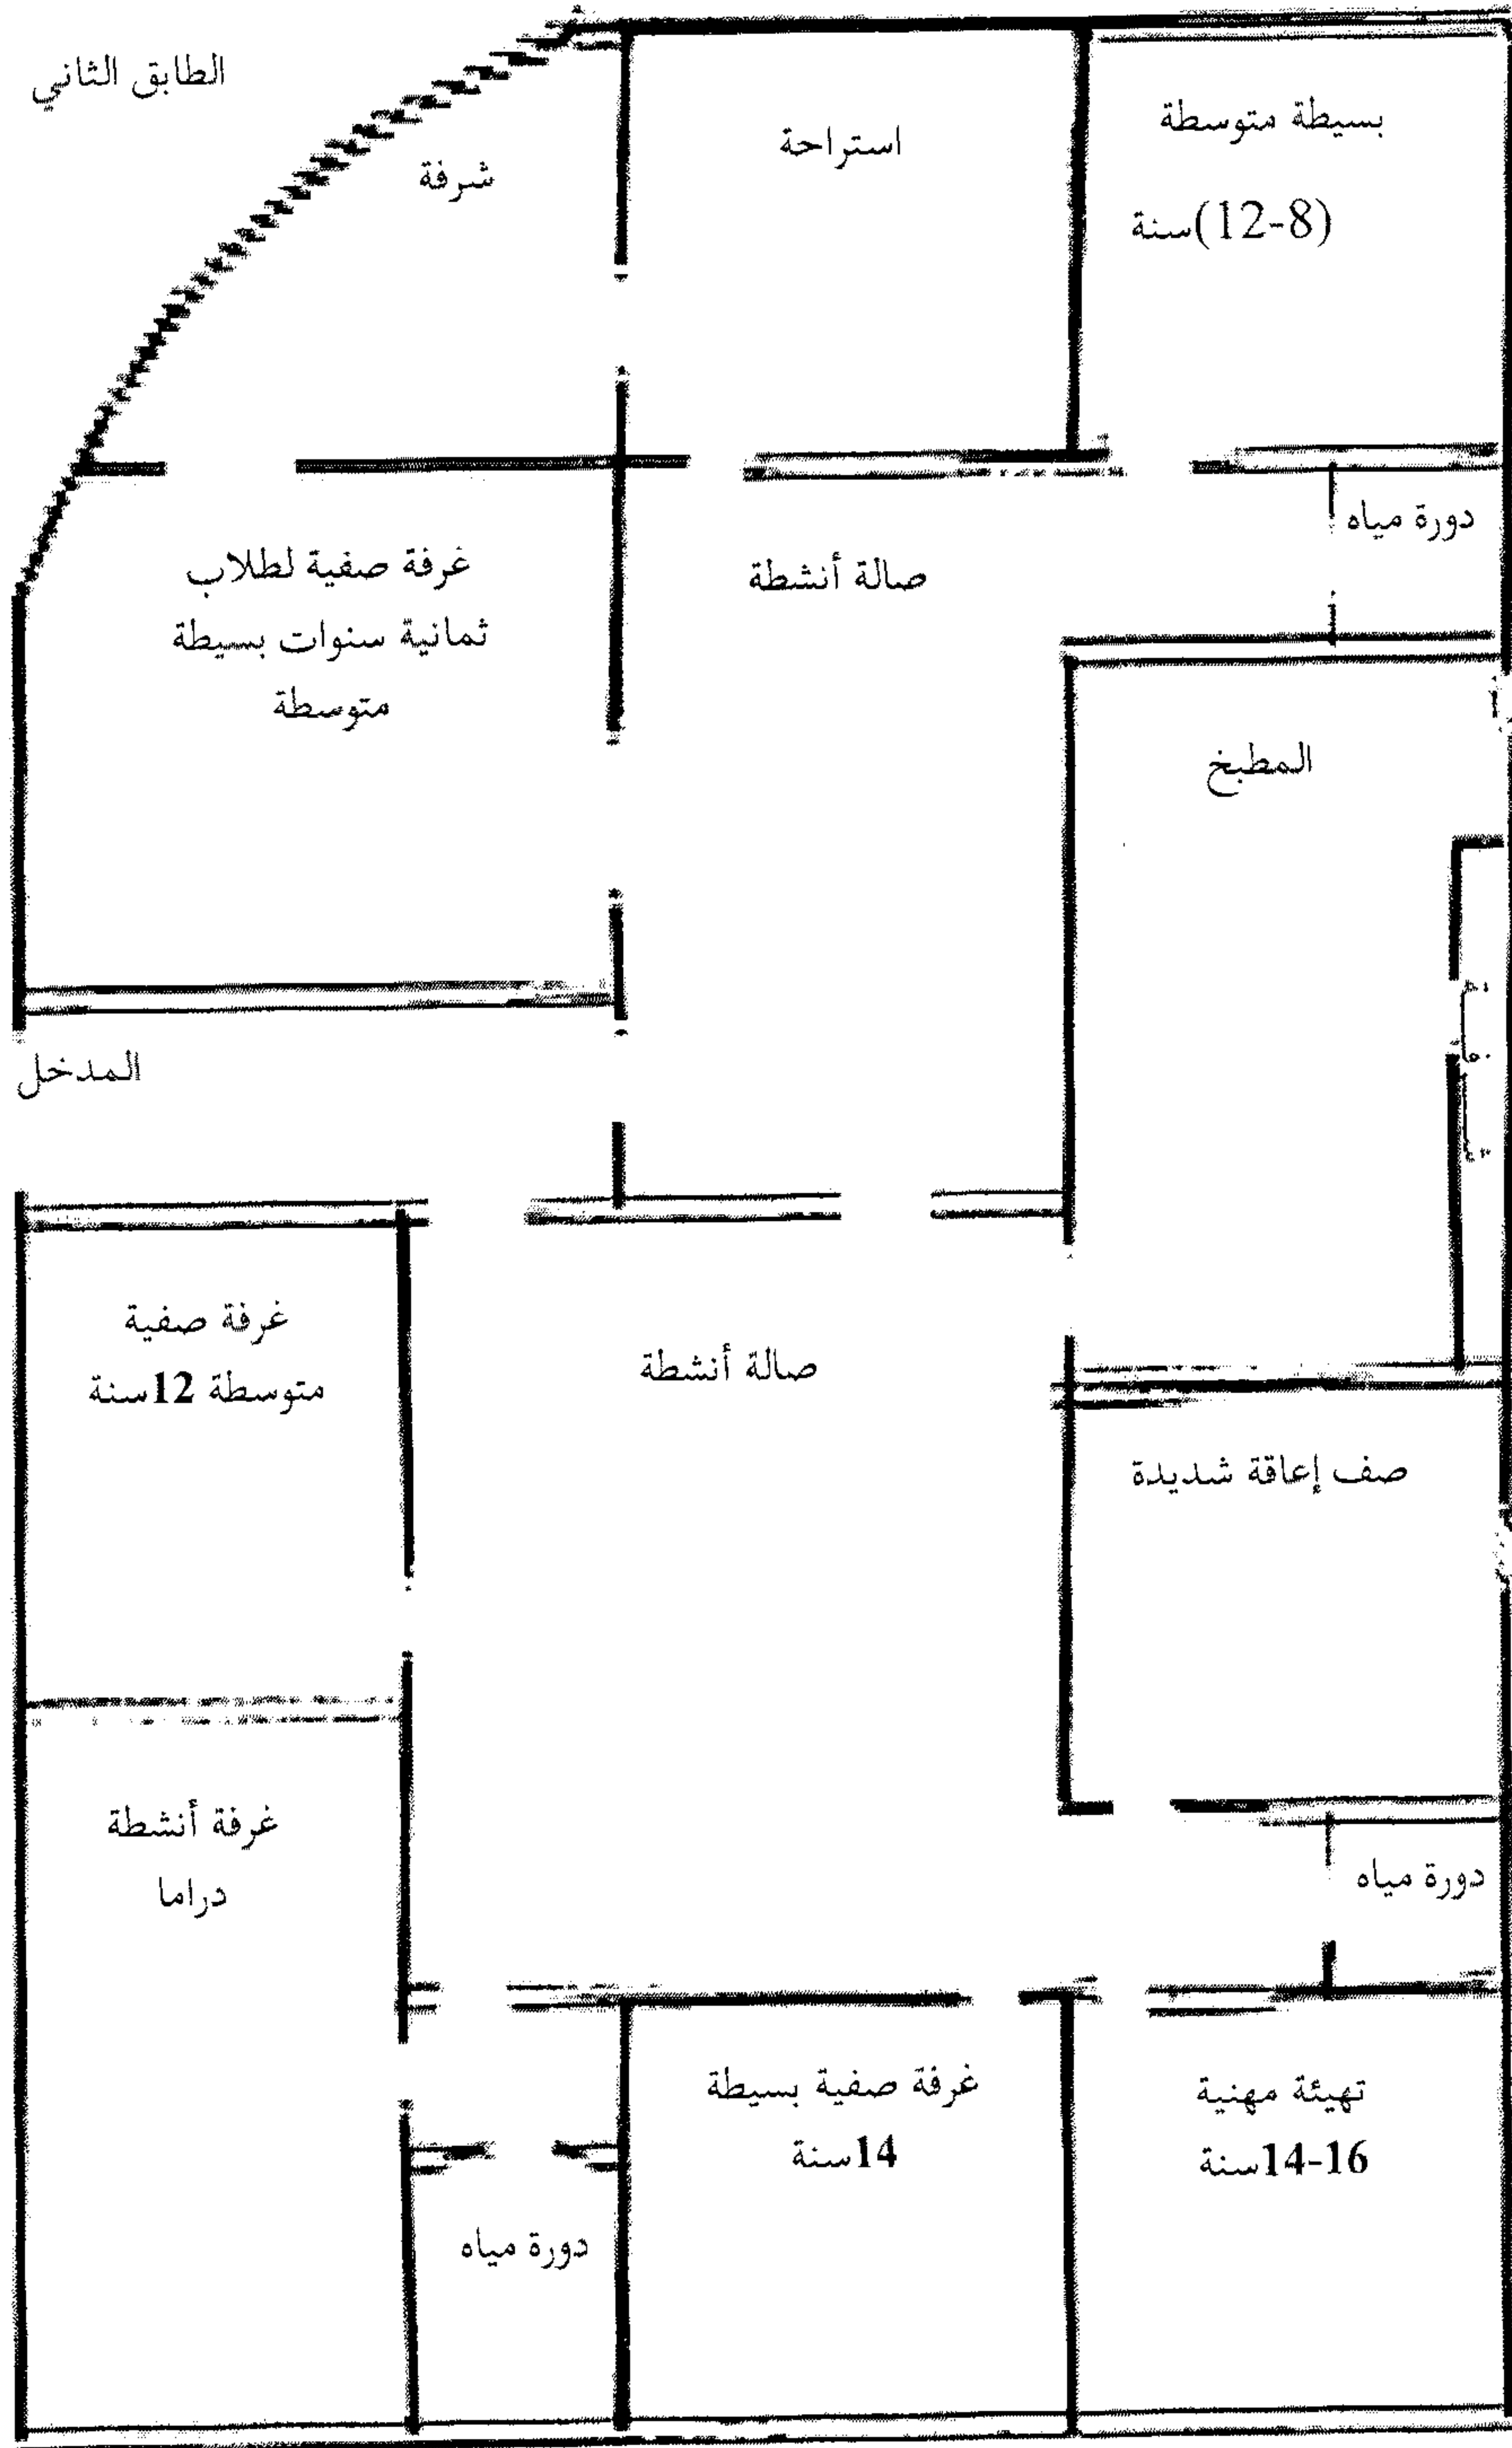 الطابق الثاني
بسيطة متوسطة
(8-12)سنة
استراحة
شرفة
دورة مياه
صالة أنشطة
غرفة صفية لطلاب
ثمانية سنوات بسيطة
متوسطة
المطبخ
المدخل
غرفة صفية
متوسطة 12سنة
صالة أنشطة
صف إعاقة شديدة
غرفة أنشطة
دراما
دورة مياه
تهيئة مهنية
14-16سنة
غرفة صفية بسيطة
14سنة
دورة مياه